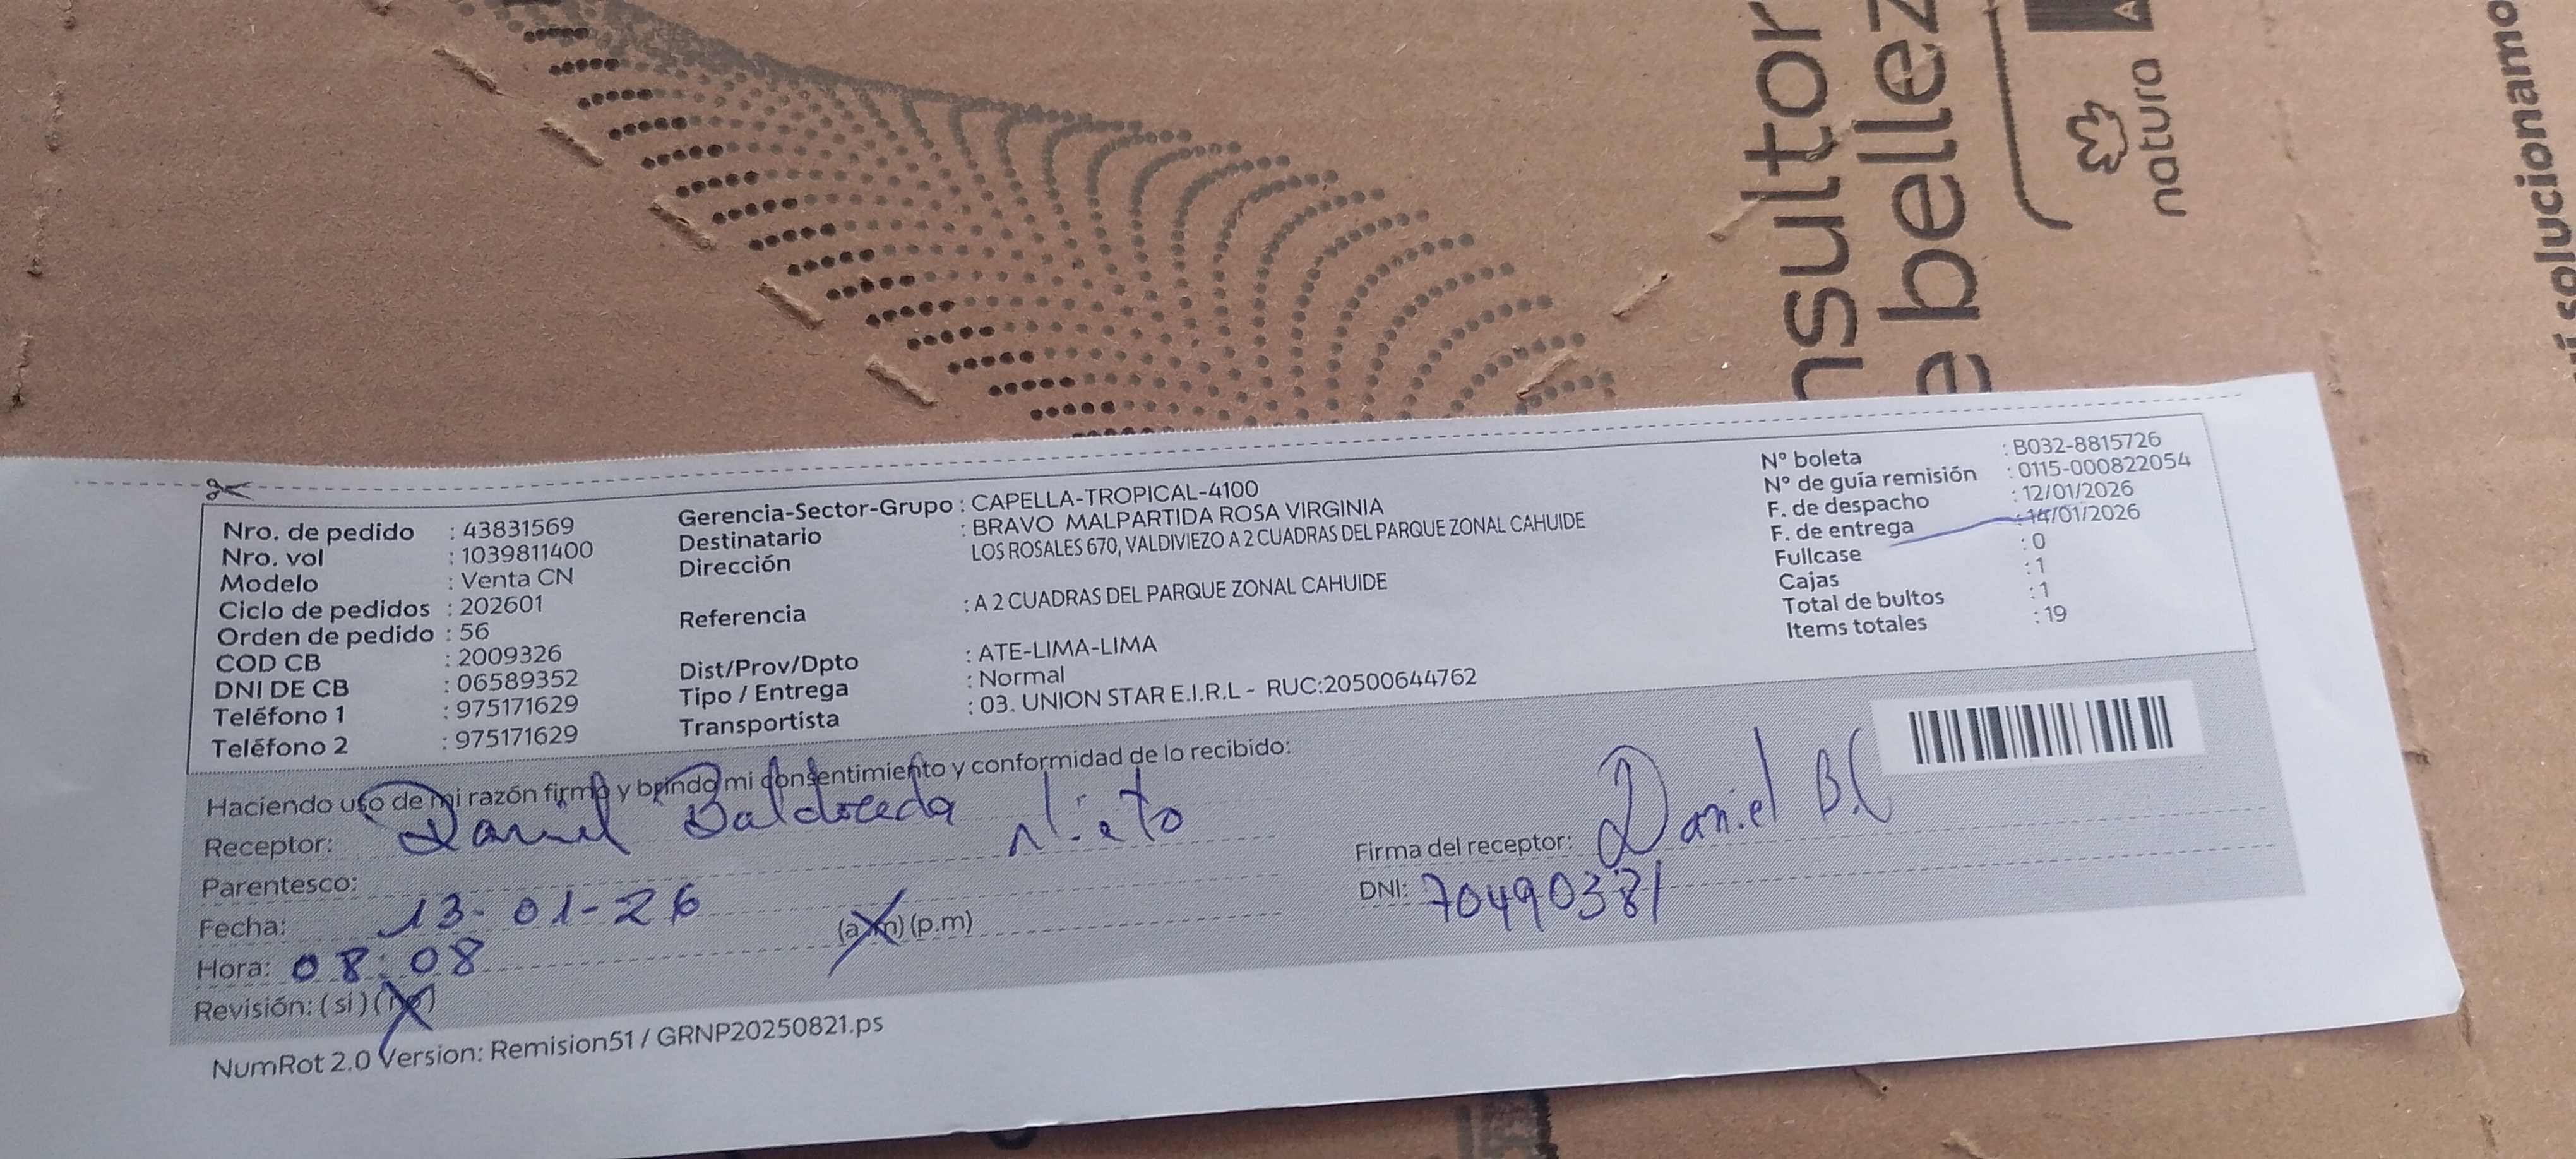 nsultor
e bellez
natura
A
uí solucionamo
Nro. de pedido : 43831569
Nro. vol : 1039811400
Modelo : Venta CN
Ciclo de pedidos : 202601
Orden de pedido : 56
COD CB : 2009326
DNI DE CB : 06589352
Teléfono 1 : 975171629
Teléfono 2 : 975171629
Gerencia-Sector-Grupo : CAPELLA-TROPICAL-4100
Destinatario : BRAVO MALPARTIDA ROSA VIRGINIA
Dirección LOS ROSALES 670, VALDIVIEZO A 2 CUADRAS DEL PARQUE ZONAL CAHUIDE
Referencia : A 2 CUADRAS DEL PARQUE ZONAL CAHUIDE
Dist/Prov/Dpto : ATE-LIMA-LIMA
Tipo / Entrega : Normal
Transportista : 03. UNION STAR E.I.R.L - RUC:20500644762
N° boleta : B032-8815726
N° de guía remisión : 0115-000822054
F. de despacho : 12/01/2026
F. de entrega : 14/01/2026
Fullcase : 0
Cajas : 1
Total de bultos : 1
Items totales : 19
Haciendo uso de mi razón firmo y brindo mi consentimiento y conformidad de lo recibido:
Receptor: Daniel Baldoceda Nieto
Parentesco:
Fecha: 13-01-26
Hora: 08:08 (a.m) (p.m)
Revisión: (si) (no)
Firma del receptor: Daniel B.
DNI: 70490381
NumRot 2.0 Version: Remision51 / GRNP20250821.ps